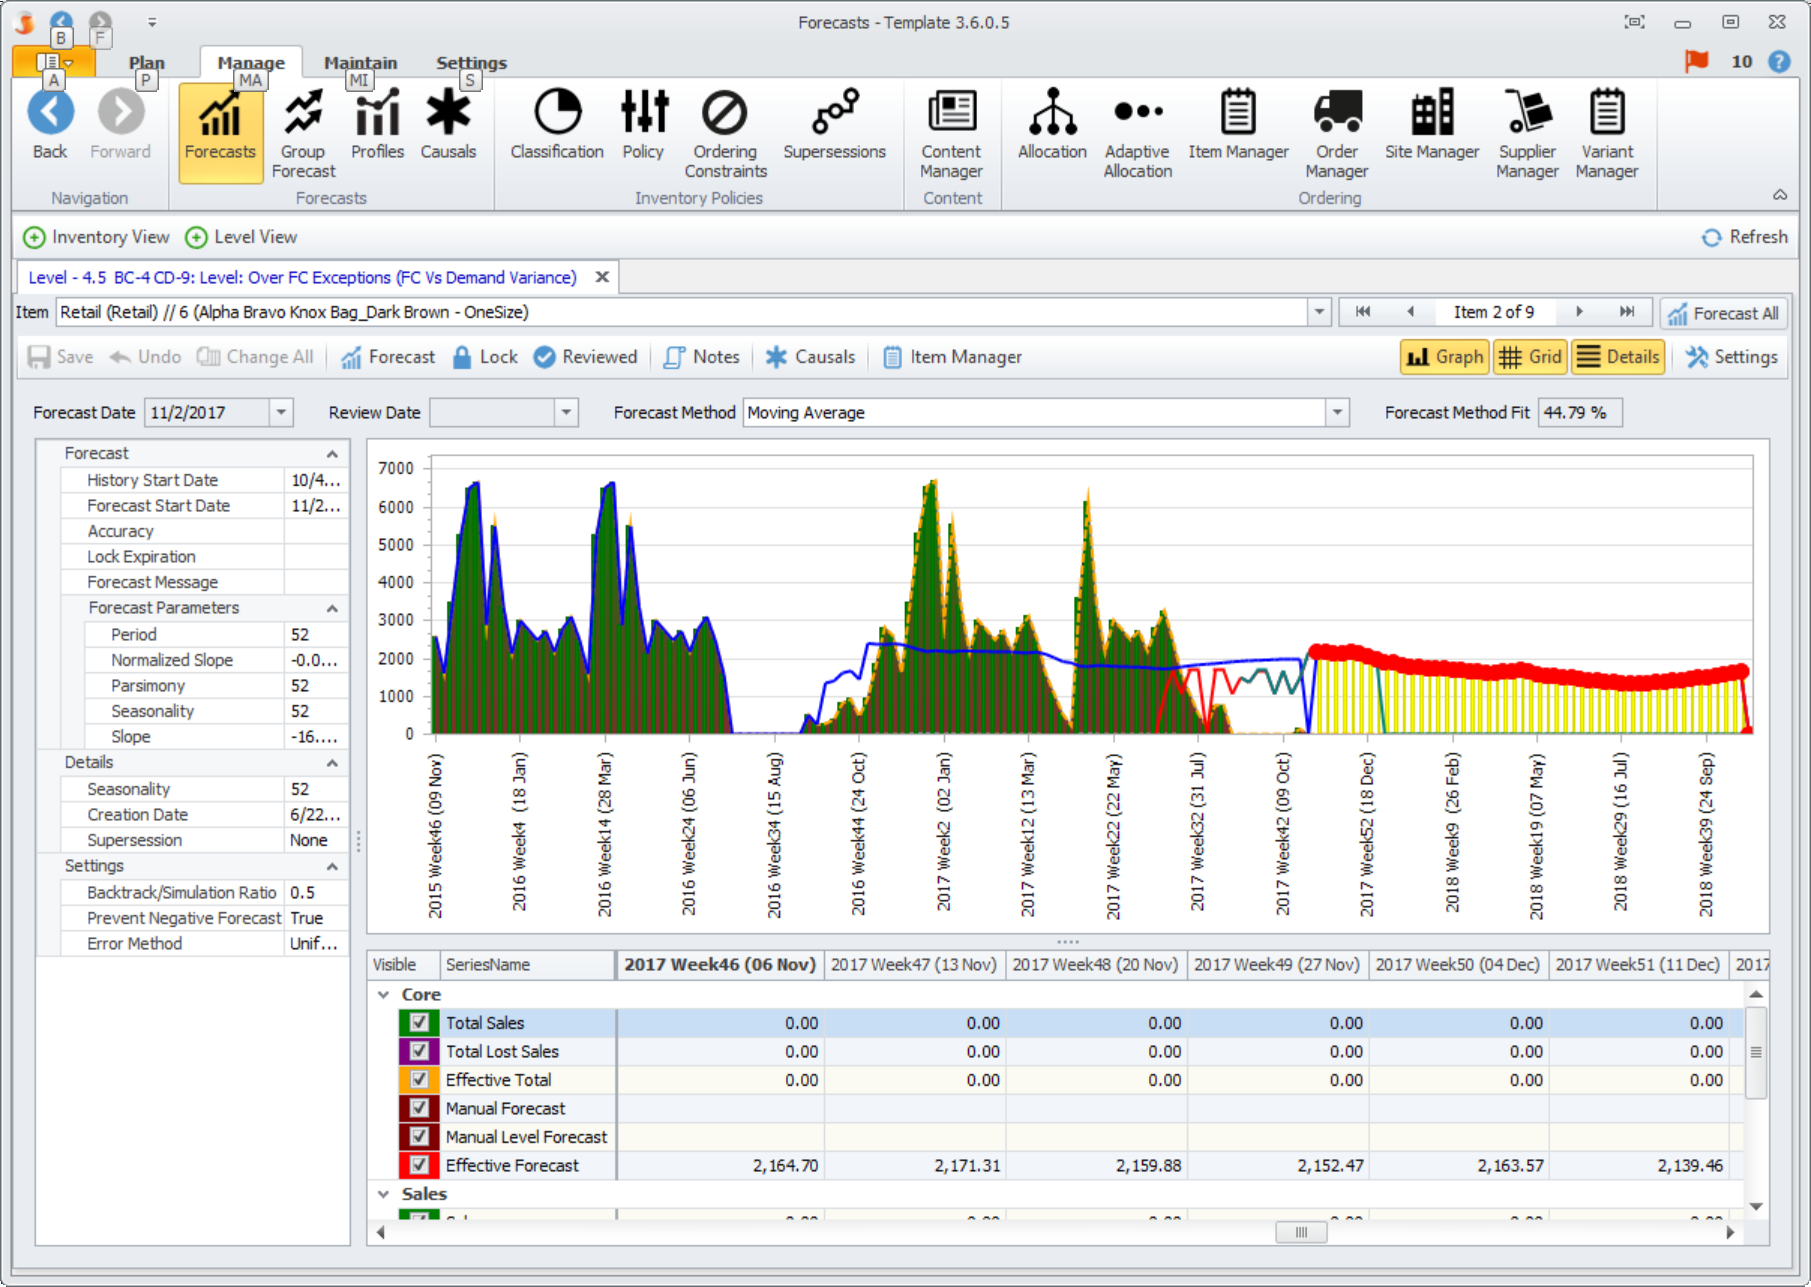 Forecasts - Template 3.6.0.5
B F
Plan Manage Maintain Settings 10 ?
A P MA MI S
Back Forward Forecasts Group Forecast Profiles Causals Classification Policy Ordering Constraints Supersessions Content Manager Allocation Adaptive Allocation Item Manager Order Manager Site Manager Supplier Manager Variant Manager
Navigation Forecasts Inventory Policies Content Ordering
Inventory View Level View Refresh
Level - 4.5 BC-4 CD-9: Level: Over FC Exceptions (FC Vs Demand Variance)
Item Retail (Retail) // 6 (Alpha Bravo Knox Bag_Dark Brown - OneSize) Item 2 of 9 Forecast All
Save Undo Change All Forecast Lock Reviewed Notes Causals Item Manager Graph Grid Details Settings
Forecast Date 11/2/2017 Review Date Forecast Method Moving Average Forecast Method Fit 44.79 %
Forecast
History Start Date 10/4...
Forecast Start Date 11/2...
Accuracy
Lock Expiration
Forecast Message
Forecast Parameters
Period 52
Normalized Slope -0.0...
Parsimony 52
Seasonality 52
Slope -16....
Details
Seasonality 52
Creation Date 6/22...
Supersession None
Settings
Backtrack/Simulation Ratio 0.5
Prevent Negative Forecast True
Error Method Unif...
7000
6000
5000
4000
3000
2000
1000
0
2015 Week46 (09 Nov)
2016 Week4 (18 Jan)
2016 Week14 (28 Mar)
2016 Week24 (06 Jun)
2016 Week34 (15 Aug)
2016 Week44 (24 Oct)
2017 Week2 (02 Jan)
2017 Week12 (13 Mar)
2017 Week22 (22 May)
2017 Week32 (31 Jul)
2017 Week42 (09 Oct)
2017 Week52 (18 Dec)
2018 Week9 (26 Feb)
2018 Week19 (07 May)
2018 Week29 (16 Jul)
2018 Week39 (24 Sep)
Visible SeriesName 2017 Week46 (06 Nov) 2017 Week47 (13 Nov) 2017 Week48 (20 Nov) 2017 Week49 (27 Nov) 2017 Week50 (04 Dec) 2017 Week51 (11 Dec) 2017
Core
Total Sales 0.00 0.00 0.00 0.00 0.00 0.00
Total Lost Sales 0.00 0.00 0.00 0.00 0.00 0.00
Effective Total 0.00 0.00 0.00 0.00 0.00 0.00
Manual Forecast
Manual Level Forecast
Effective Forecast 2,164.70 2,171.31 2,159.88 2,152.47 2,163.57 2,139.46
Sales